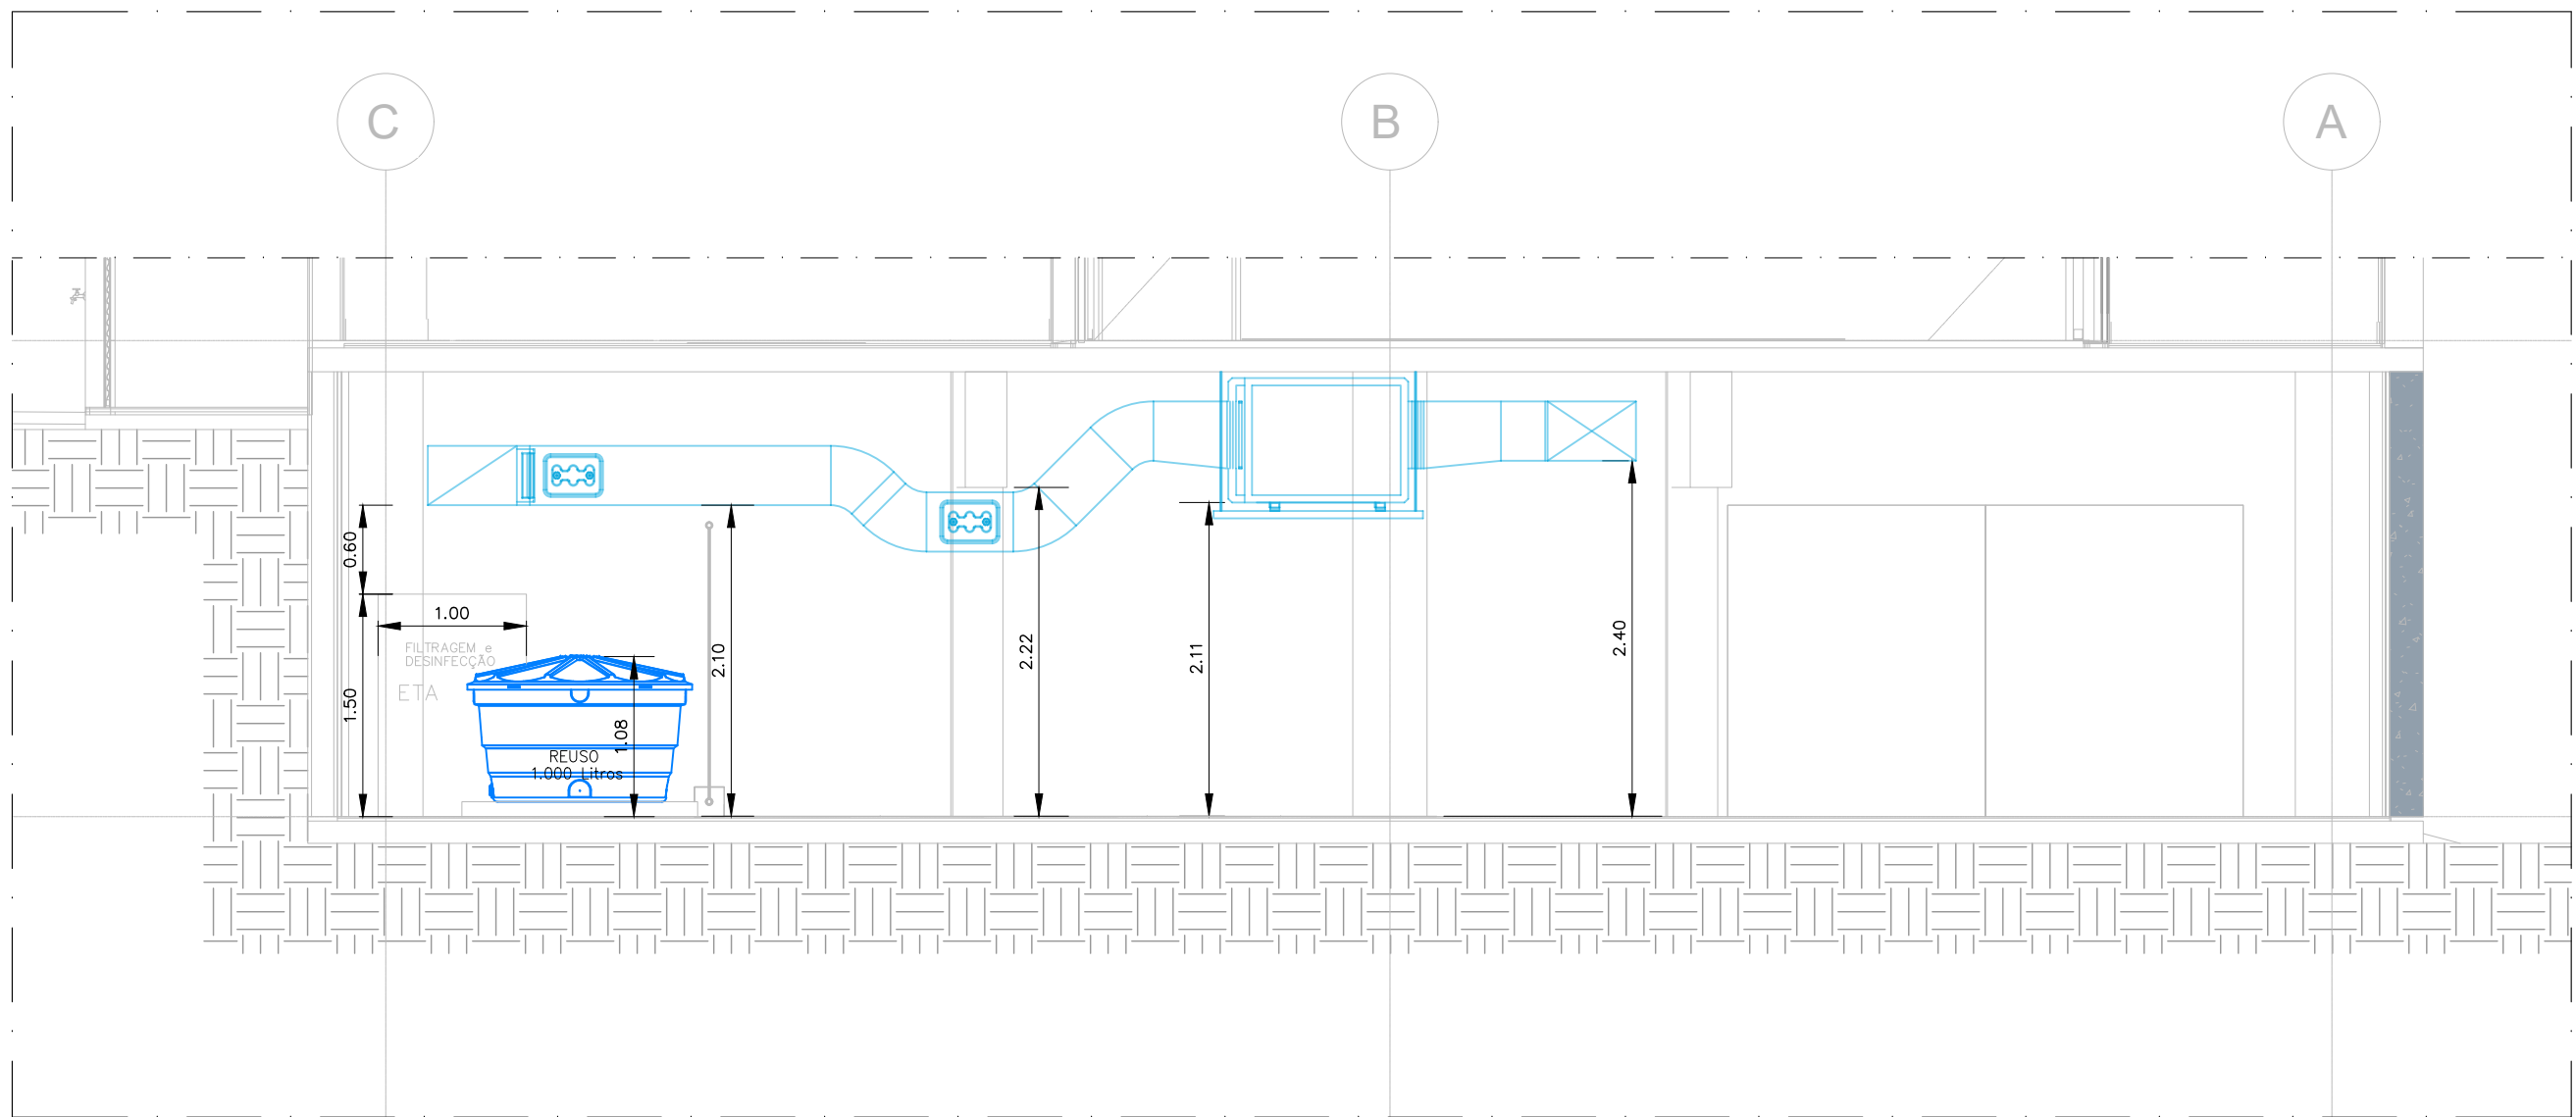 C
B
A
0.60
1.00
FILTRAGEM e
DESINFECÇÃO
ETA
1.50
1.08
REUSO
1.000 Litros
2.10
2.22
2.11
2.40